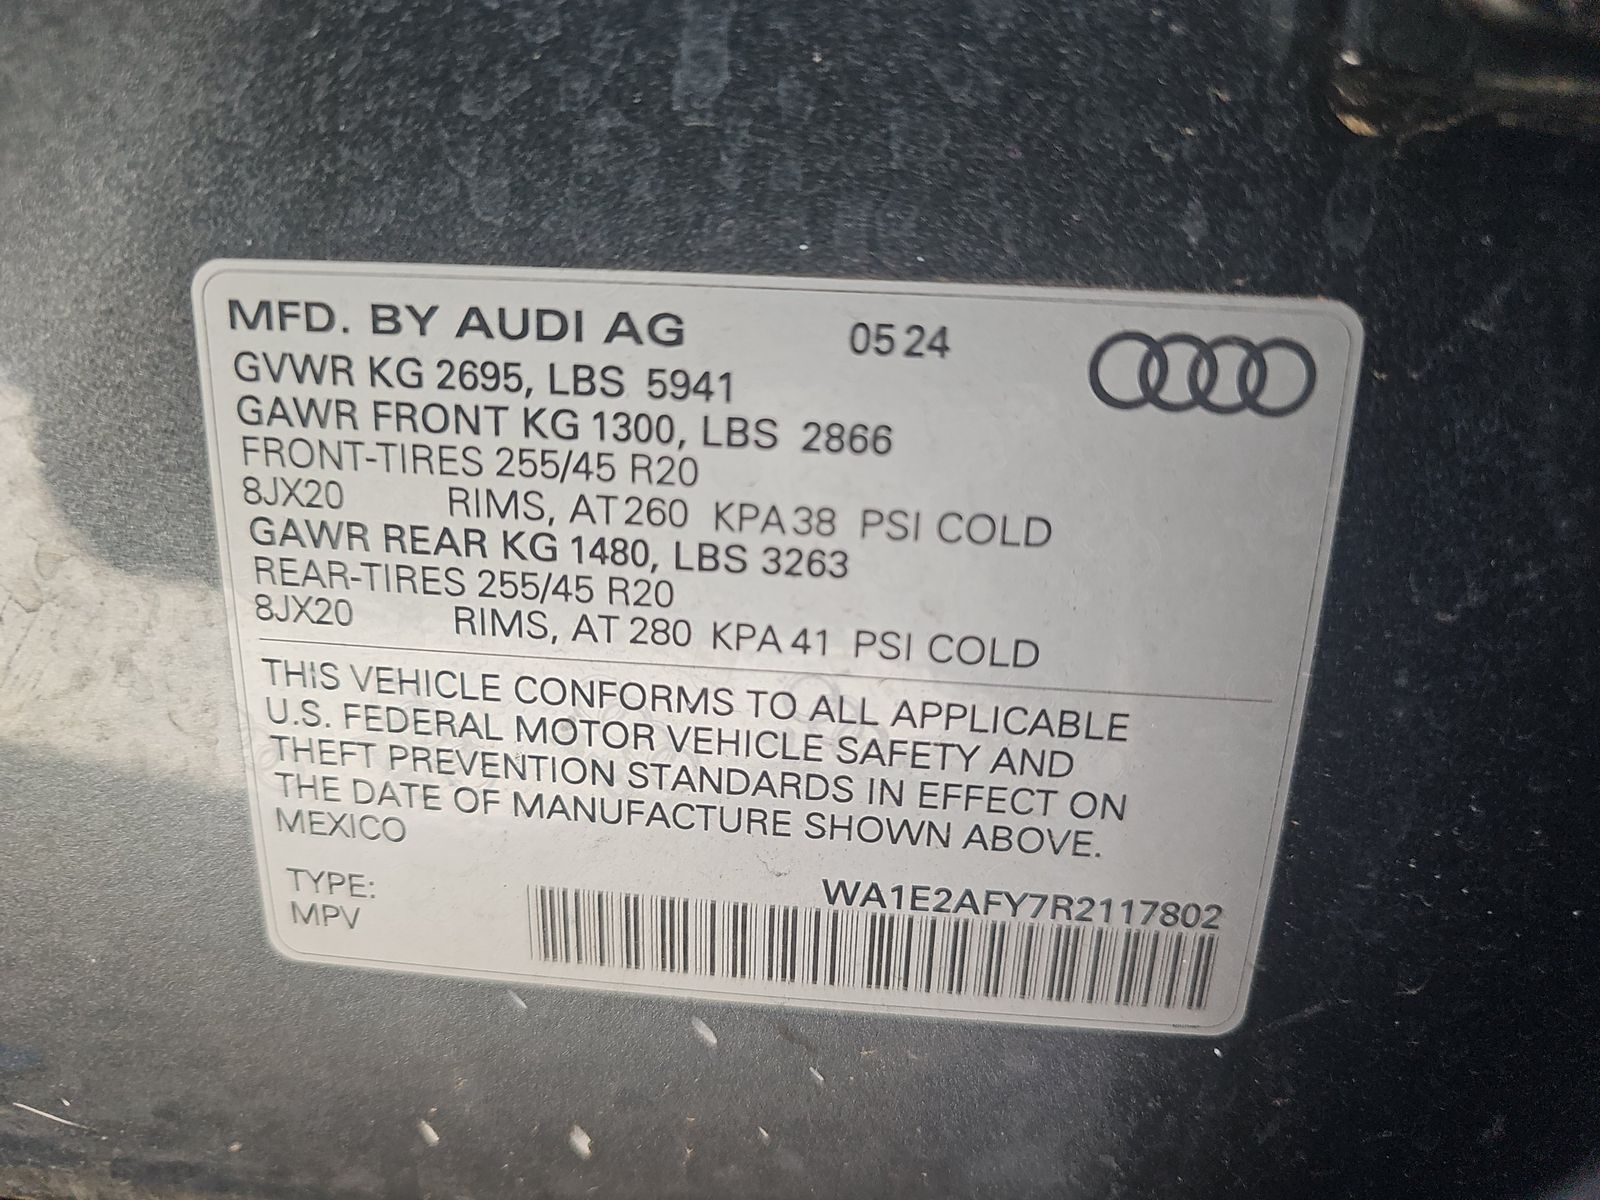 MFD. BY AUDI AG 05 24
GVWR KG 2695, LBS 5941
GAWR FRONT KG 1300, LBS 2866
FRONT-TIRES 255/45 R20
8JX20 RIMS, AT 260 KPA 38 PSI COLD
GAWR REAR KG 1480, LBS 3263
REAR-TIRES 255/45 R20
8JX20 RIMS, AT 280 KPA 41 PSI COLD
THIS VEHICLE CONFORMS TO ALL APPLICABLE
U.S. FEDERAL MOTOR VEHICLE SAFETY AND
THEFT PREVENTION STANDARDS IN EFFECT ON
THE DATE OF MANUFACTURE SHOWN ABOVE.
MEXICO
TYPE: WA1E2AFY7R2117802
MPV